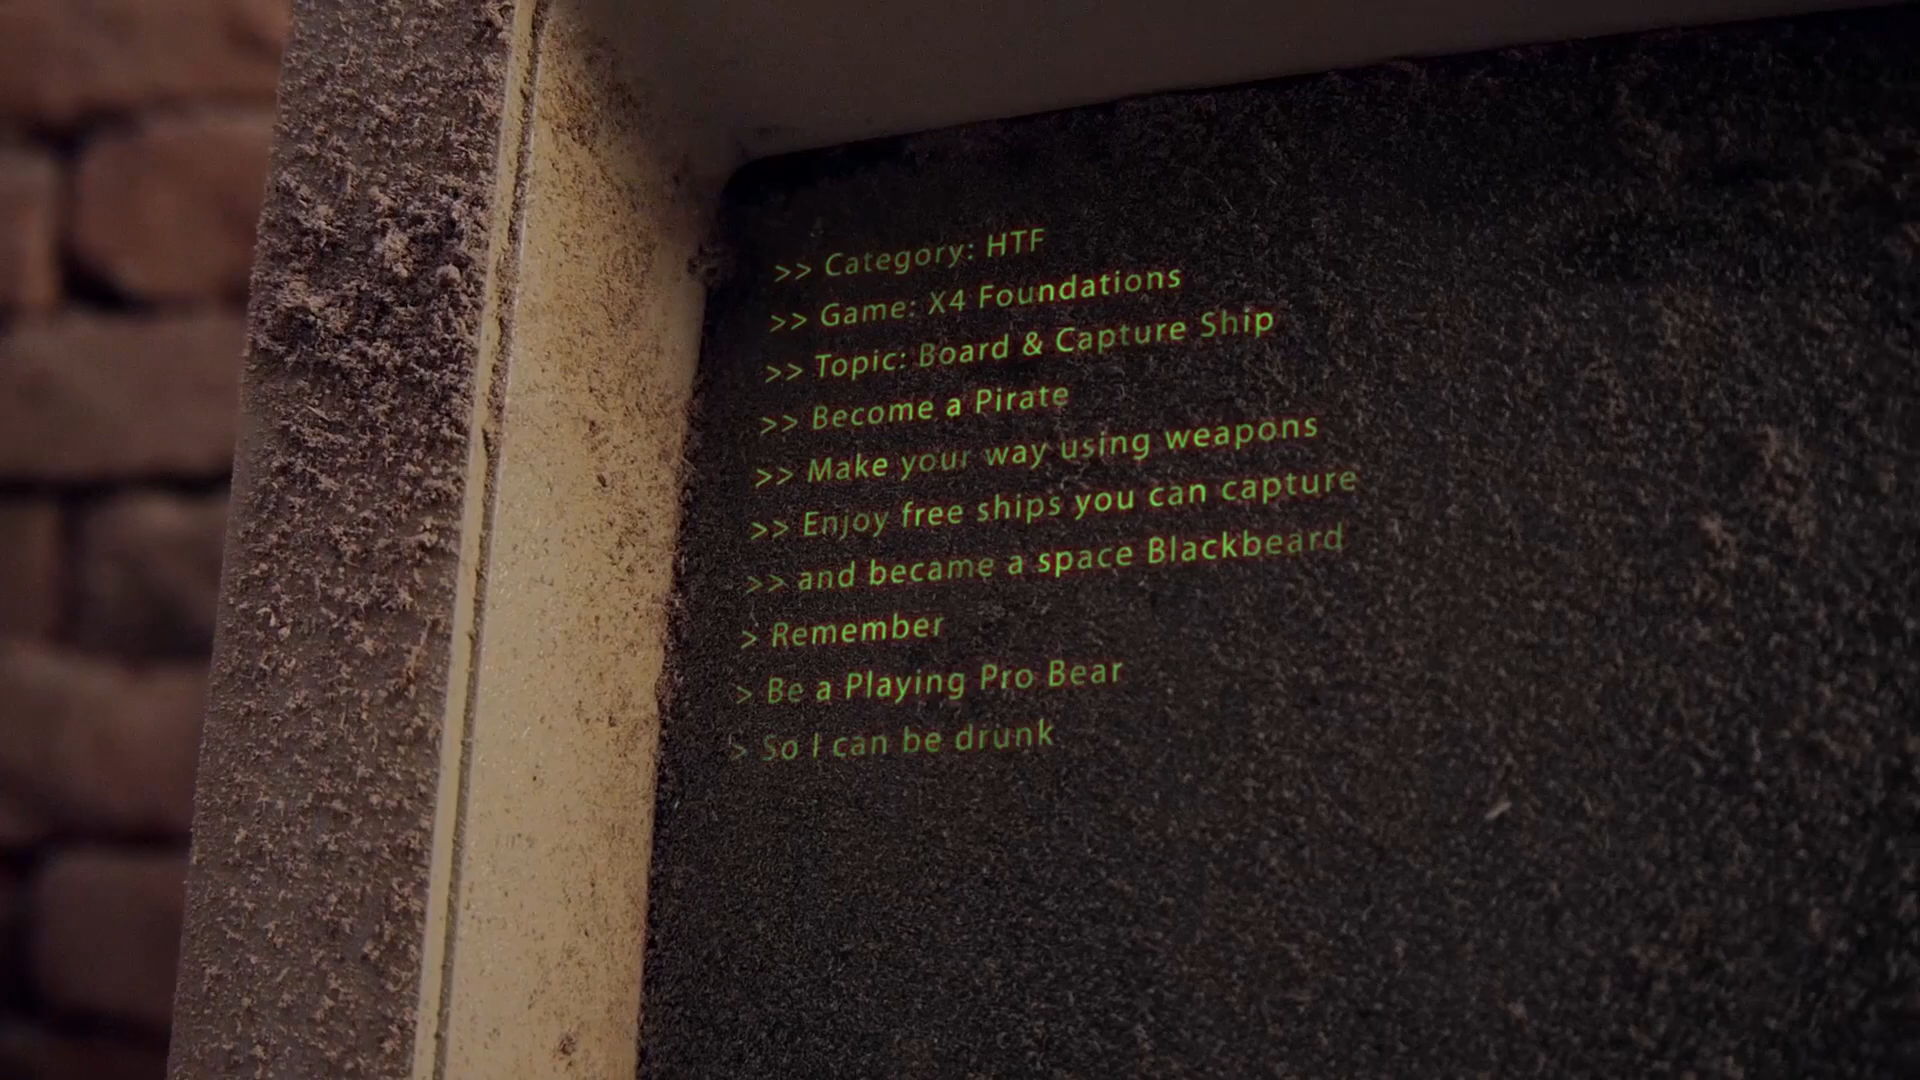 >> Category: HTF
>> Game: X4 Foundations
>> Topic: Board & Capture Ship
>> Become a Pirate
>> Make your way using weapons
>> Enjoy free ships you can capture
>> and became a space Blackbeard
> Remember
> Be a Playing Pro Bear
> So I can be drunk